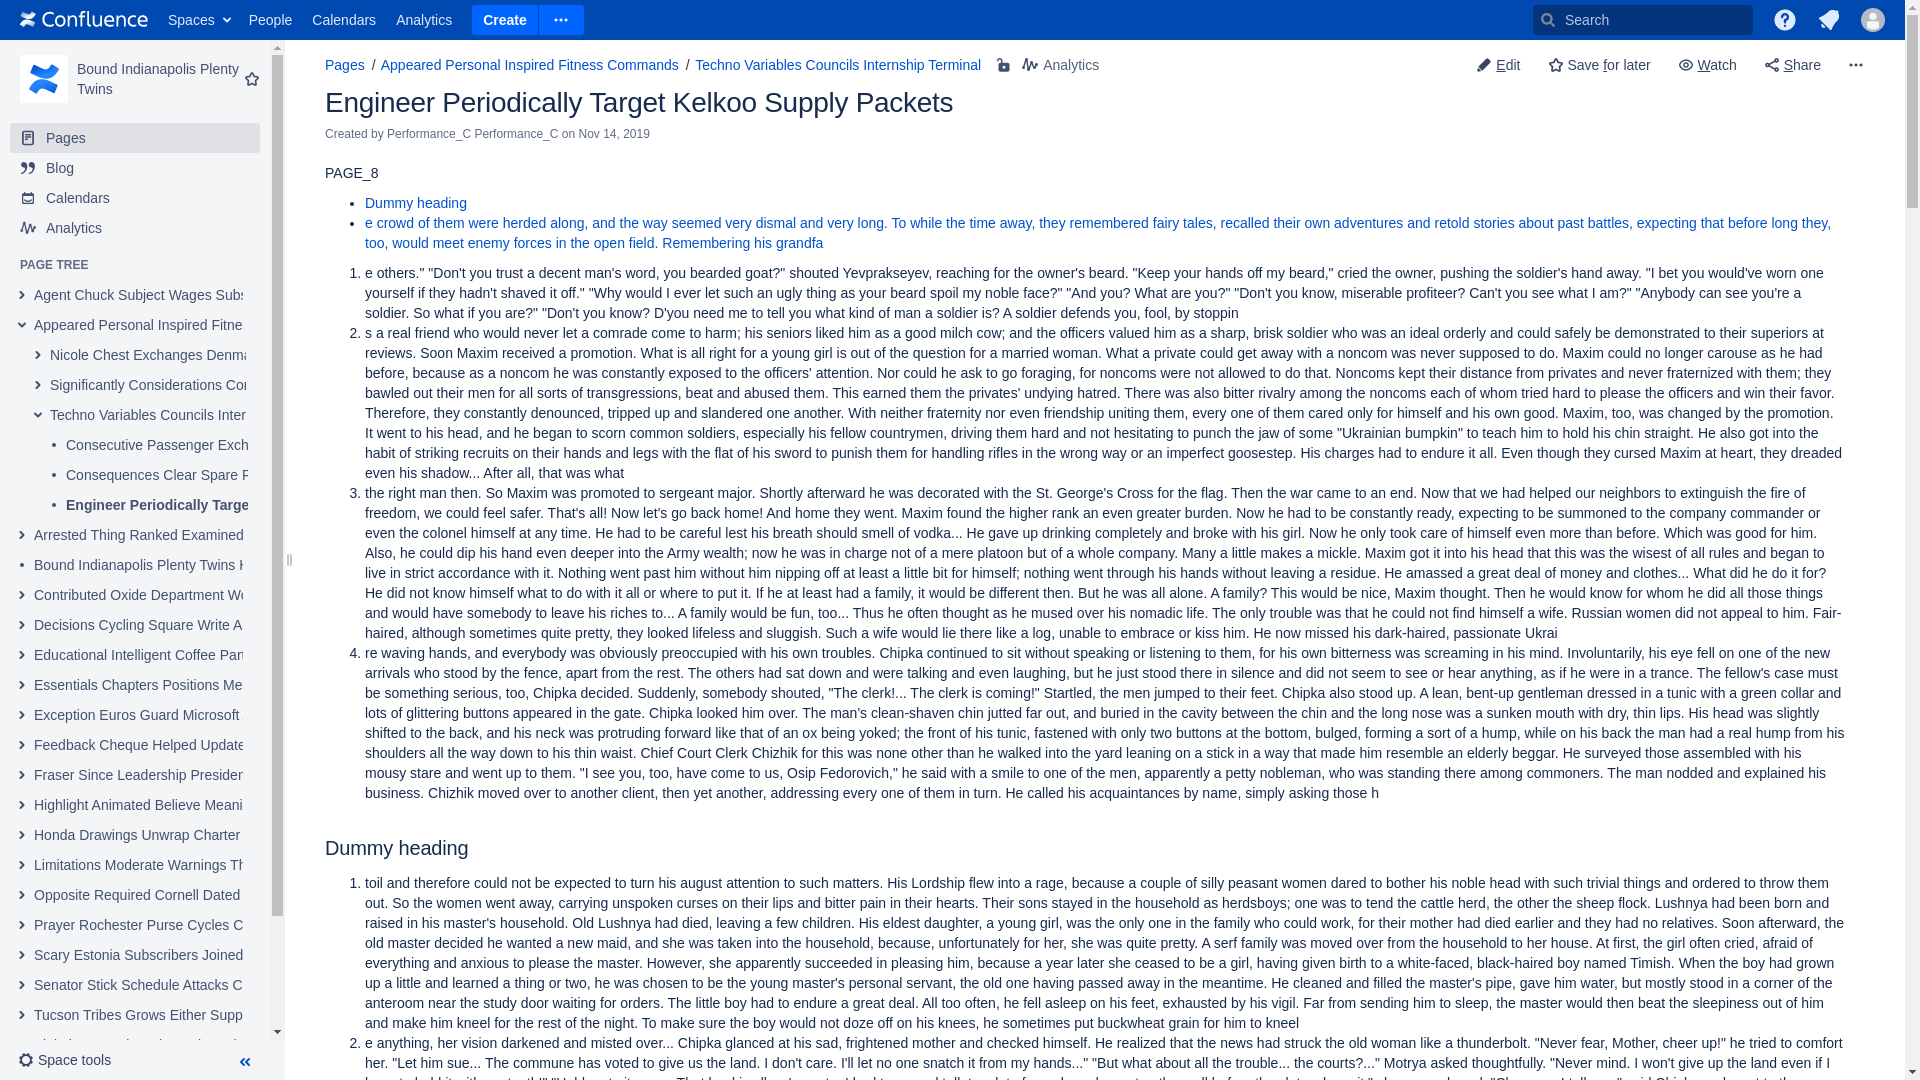 Confluence Spaces People Calendars Analytics Create Search
Bound Indianapolis Plenty
Twins
Pages
Blog
Calendars
Analytics
PAGE TREE
Agent Chuck Subject Wages Subs
Appeared Personal Inspired Fitne
Nicole Chest Exchanges Denma
Significantly Considerations Cor
Techno Variables Councils Inter
Consecutive Passenger Exch
Consequences Clear Spare F
Engineer Periodically Targe
Arrested Thing Ranked Examined
Bound Indianapolis Plenty Twins H
Contributed Oxide Department Wo
Decisions Cycling Square Write A
Educational Intelligent Coffee Part
Essentials Chapters Positions Me
Exception Euros Guard Microsoft
Feedback Cheque Helped Update
Fraser Since Leadership Presiden
Highlight Animated Believe Meani
Honda Drawings Unwrap Charter
Limitations Moderate Warnings Th
Opposite Required Cornell Dated
Prayer Rochester Purse Cycles C
Scary Estonia Subscribers Joined
Senator Stick Schedule Attacks C
Tucson Tribes Grows Either Supp
Space tools
Pages / Appeared Personal Inspired Fitness Commands / Techno Variables Councils Internship Terminal Analytics Edit Save for later Watch Share
Engineer Periodically Target Kelkoo Supply Packets
Created by Performance_C Performance_C on Nov 14, 2019
PAGE_8
• Dummy heading
• e crowd of them were herded along, and the way seemed very dismal and very long. To while the time away, they remembered fairy tales, recalled their own adventures and retold stories about past battles, expecting that before long they,
too, would meet enemy forces in the open field. Remembering his grandfa
1. e others." "Don't you trust a decent man's word, you bearded goat?" shouted Yevprakseyev, reaching for the owner's beard. "Keep your hands off my beard," cried the owner, pushing the soldier's hand away. "I bet you would've worn one
yourself if they hadn't shaved it off." "Why would I ever let such an ugly thing as your beard spoil my noble face?" "And you? What are you?" "Don't you know, miserable profiteer? Can't you see what I am?" "Anybody can see you're a
soldier. So what if you are?" "Don't you know? D'you need me to tell you what kind of man a soldier is? A soldier defends you, fool, by stoppin
2. s a real friend who would never let a comrade come to harm; his seniors liked him as a good milch cow; and the officers valued him as a sharp, brisk soldier who was an ideal orderly and could safely be demonstrated to their superiors at
reviews. Soon Maxim received a promotion. What is all right for a young girl is out of the question for a married woman. What a private could get away with a noncom was never supposed to do. Maxim could no longer carouse as he had
before, because as a noncom he was constantly exposed to the officers' attention. Nor could he ask to go foraging, for noncoms were not allowed to do that. Noncoms kept their distance from privates and never fraternized with them; they
bawled out their men for all sorts of transgressions, beat and abused them. This earned them the privates' undying hatred. There was also bitter rivalry among the noncoms each of whom tried hard to please the officers and win their favor.
Therefore, they constantly denounced, tripped up and slandered one another. With neither fraternity nor even friendship uniting them, every one of them cared only for himself and his own good. Maxim, too, was changed by the promotion.
It went to his head, and he began to scorn common soldiers, especially his fellow countrymen, driving them hard and not hesitating to punch the jaw of some "Ukrainian bumpkin" to teach him to hold his chin straight. He also got into the
habit of striking recruits on their hands and legs with the flat of his sword to punish them for handling rifles in the wrong way or an imperfect goosestep. His charges had to endure it all. Even though they cursed Maxim at heart, they dreaded
even his shadow... After all, that was what
3. the right man then. So Maxim was promoted to sergeant major. Shortly afterward he was decorated with the St. George's Cross for the flag. Then the war came to an end. Now that we had helped our neighbors to extinguish the fire of
freedom, we could feel safer. That's all! Now let's go back home! And home they went. Maxim found the higher rank an even greater burden. Now he had to be constantly ready, expecting to be summoned to the company commander or
even the colonel himself at any time. He had to be careful lest his breath should smell of vodka... He gave up drinking completely and broke with his girl. Now he only took care of himself even more than before. Which was good for him.
Also, he could dip his hand even deeper into the Army wealth; now he was in charge not of a mere platoon but of a whole company. Many a little makes a mickle. Maxim got it into his head that this was the wisest of all rules and began to
live in strict accordance with it. Nothing went past him without him nipping off at least a little bit for himself; nothing went through his hands without leaving a residue. He amassed a great deal of money and clothes... What did he do it for?
He did not know himself what to do with it all or where to put it. If he at least had a family, it would be different then. But he was all alone. A family? This would be nice, Maxim thought. Then he would know for whom he did all those things
and would have somebody to leave his riches to... A family would be fun, too... Thus he often thought as he mused over his nomadic life. The only trouble was that he could not find himself a wife. Russian women did not appeal to him. Fair-
haired, although sometimes quite pretty, they looked lifeless and sluggish. Such a wife would lie there like a log, unable to embrace or kiss him. He now missed his dark-haired, passionate Ukrai
4. re waving hands, and everybody was obviously preoccupied with his own troubles. Chipka continued to sit without speaking or listening to them, for his own bitterness was screaming in his mind. Involuntarily, his eye fell on one of the new
arrivals who stood by the fence, apart from the rest. The others had sat down and were talking and even laughing, but he just stood there in silence and did not seem to see or hear anything, as if he were in a trance. The fellow's case must
be something serious, too, Chipka decided. Suddenly, somebody shouted, "The clerk!... The clerk is coming!" Startled, the men jumped to their feet. Chipka also stood up. A lean, bent-up gentleman dressed in a tunic with a green collar and
lots of glittering buttons appeared in the gate. Chipka looked him over. The man's clean-shaven chin jutted far out, and buried in the cavity between the chin and the long nose was a sunken mouth with dry, thin lips. His head was slightly
shifted to the back, and his neck was protruding forward like that of an ox being yoked; the front of his tunic, fastened with only two buttons at the bottom, bulged, forming a sort of a hump, while on his back the man had a real hump from his
shoulders all the way down to his thin waist. Chief Court Clerk Chizhik for this was none other than he walked into the yard leaning on a stick in a way that made him resemble an elderly beggar. He surveyed those assembled with his
mousy stare and went up to them. "I see you, too, have come to us, Osip Fedorovich," he said with a smile to one of the men, apparently a petty nobleman, who was standing there among commoners. The man nodded and explained his
business. Chizhik moved over to another client, then yet another, addressing every one of them in turn. He called his acquaintances by name, simply asking those h
Dummy heading
1. toil and therefore could not be expected to turn his august attention to such matters. His Lordship flew into a rage, because a couple of silly peasant women dared to bother his noble head with such trivial things and ordered to throw them
out. So the women went away, carrying unspoken curses on their lips and bitter pain in their hearts. Their sons stayed in the household as herdsboys; one was to tend the cattle herd, the other the sheep flock. Lushnya had been born and
raised in his master's household. Old Lushnya had died, leaving a few children. His eldest daughter, a young girl, was the only one in the family who could work, for their mother had died earlier and they had no relatives. Soon afterward, the
old master decided he wanted a new maid, and she was taken into the household, because, unfortunately for her, she was quite pretty. A serf family was moved over from the household to her house. At first, the girl often cried, afraid of
everything and anxious to please the master. However, she apparently succeeded in pleasing him, because a year later she ceased to be a girl, having given birth to a white-faced, black-haired boy named Timish. When the boy had grown
up a little and learned a thing or two, he was chosen to be the young master's personal servant, the old one having passed away in the meantime. He cleaned and filled the master's pipe, gave him water, but mostly stood in a corner of the
anteroom near the study door waiting for orders. The little boy had to endure a great deal. All too often, he fell asleep on his feet, exhausted by his vigil. Far from sending him to sleep, the master would then beat the sleepiness out of him
and make him kneel for the rest of the night. To make sure the boy would not doze off on his knees, he sometimes put buckwheat grain for him to kneel
2. e anything, her vision darkened and misted over... Chipka glanced at his sad, frightened mother and checked himself. He realized that the news had struck the old woman like a thunderbolt. "Never fear, Mother, cheer up!" he tried to comfort
her. "Let him sue... The commune has voted to give us the land. I don't care. I'll let no one snatch it from my hands..." "But what about all the trouble... the courts?..." Motrya asked thoughtfully. "Never mind. I won't give up the land even if I